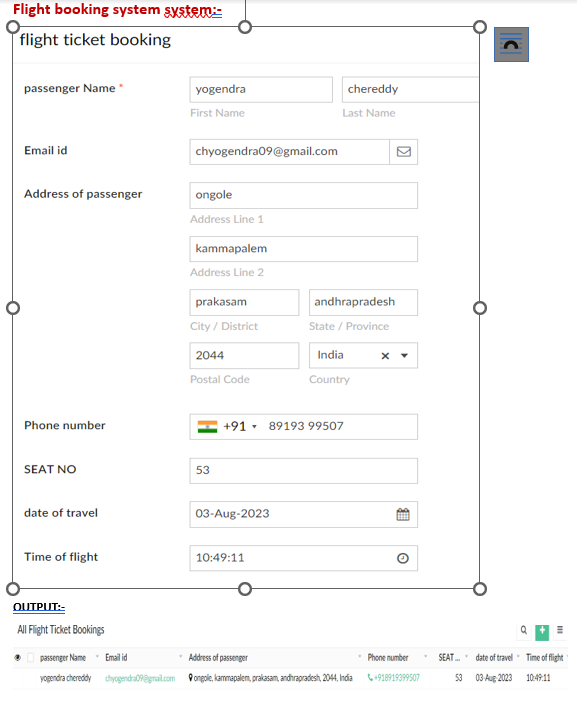 Flight booking system system:-
flight ticket booking
passenger Name *
yogendra chereddy
First Name Last Name
Email id chyogendra09@gmail.com
Address of passenger ongole
Address Line 1
kammapalem
Address Line 2
prakasam andhrapradesh
City / District State / Province
2044 India
Postal Code Country
Phone number +91 89193 99507
SEAT NO 53
date of travel 03-Aug-2023
Time of flight 10:49:11
OUTPUT:-
All Flight Ticket Bookings
passenger Name Email id Address of passenger Phone number SEAT ... date of travel Time of flight
yogendra chereddy chyogendra09@gmail.com ongole, kammapalem, prakasam, andhrapradesh, 2044, India +918919399507 53 03-Aug-2023 10:49:11